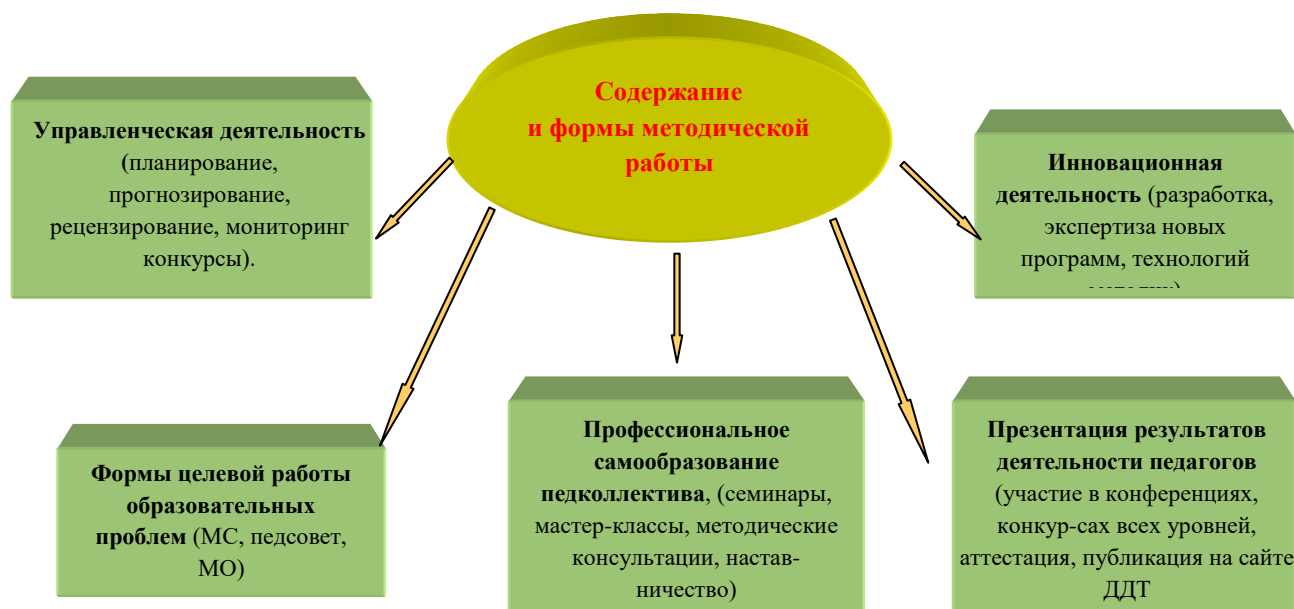 Содержание
и формы методической
работы
Управленческая деятельность
(планирование,
прогнозирование,
рецензирование, мониторинг
конкурсы).
Инновационная
деятельность (разработка,
экспертиза новых
программ, технологий
Формы целевой работы
образовательных
проблем (МС, педсовет,
МО)
Профессиональное
самообразование
педколлектива, (семинары,
мастер-классы, методические
консультации, настав-
ничество)
Презентация результатов
деятельности педагогов
(участие в конференциях,
конкур-сах всех уровней,
аттестация, публикация на сайте
ДДТ